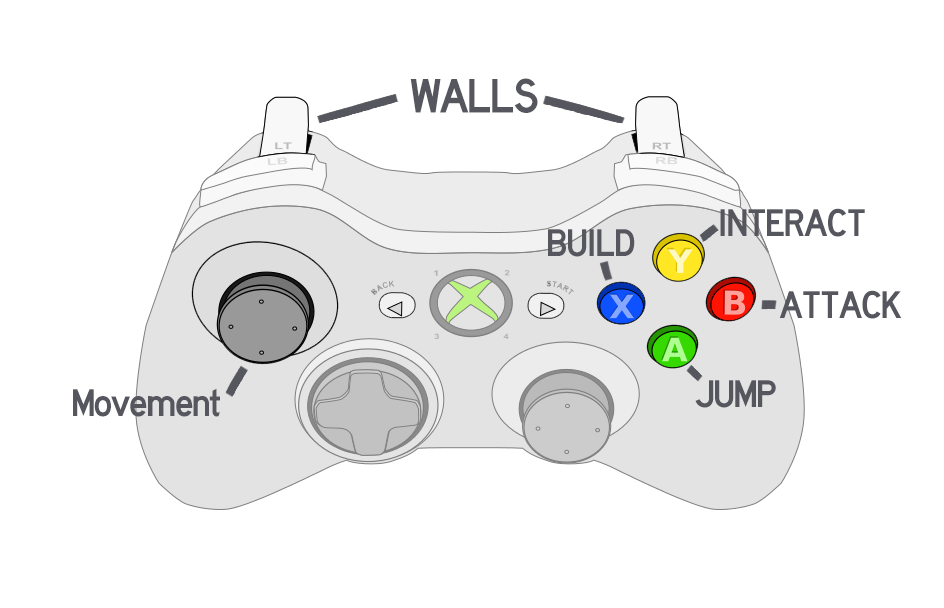 WALLS
LT
RT
LB
RB
INTERACT
BUILD
Y
1
2
BACK
START
X
B
ATTACK
3
4
A
JUMP
Movement